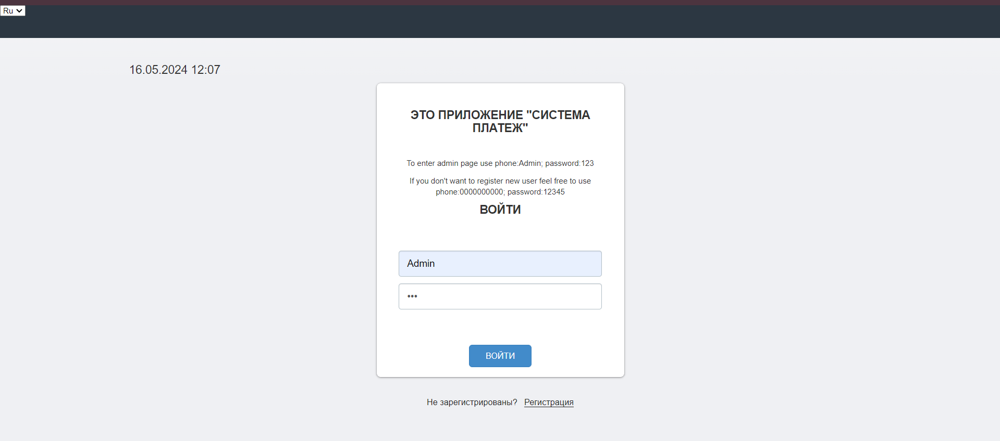 Ru
16.05.2024 12:07
ЭТО ПРИЛОЖЕНИЕ "СИСТЕМА
ПЛАТЕЖ"
To enter admin page use phone:Admin; password:123
If you don't want to register new user feel free to use
phone:0000000000; password:12345
ВОЙТИ
Admin
•••
ВОЙТИ
Не зарегистрированы? Регистрация